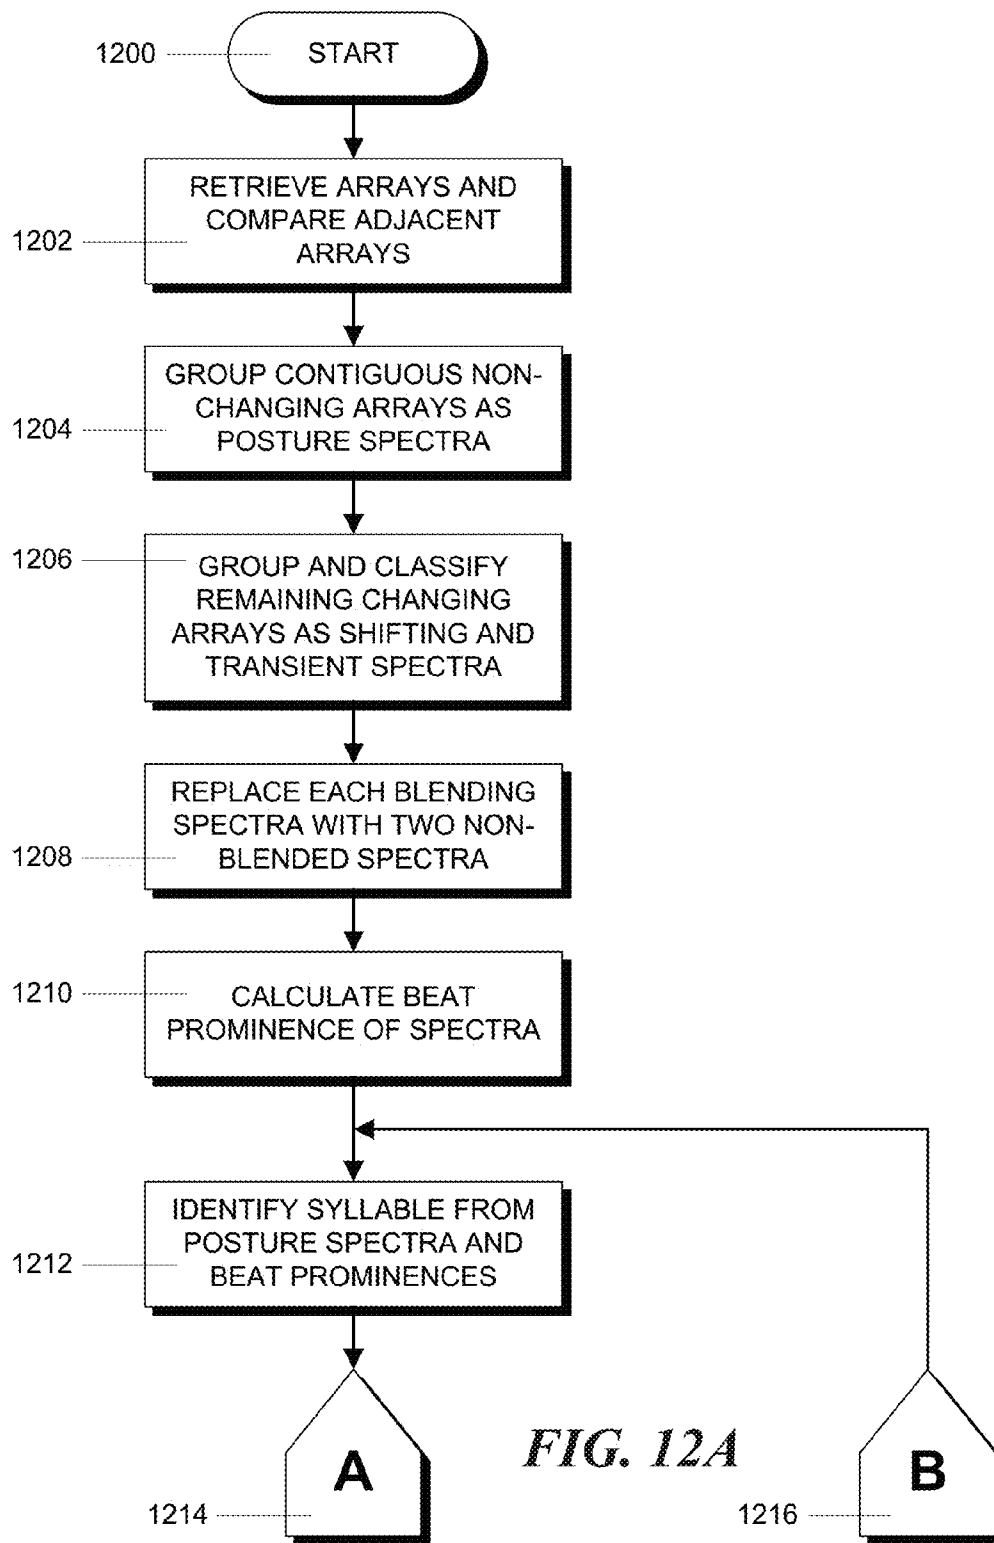 1200
START
RETRIEVE ARRAYS AND
COMPARE ADJACENT
ARRAYS
1202
GROUP CONTIGUOUS NON-
CHANGING ARRAYS AS
POSTURE SPECTRA
1204
1206
GROUP AND CLASSIFY
REMAINING CHANGING
ARRAYS AS SHIFTING AND
TRANSIENT SPECTRA
REPLACE EACH BLENDING
SPECTRA WITH TWO NON-
BLENDED SPECTRA
1208
1210
CALCULATE BEAT
PROMINENCE OF SPECTRA
IDENTIFY SYLLABLE FROM
POSTURE SPECTRA AND
BEAT PROMINENCES
1212
A
1214
FIG. 12A
B
1216